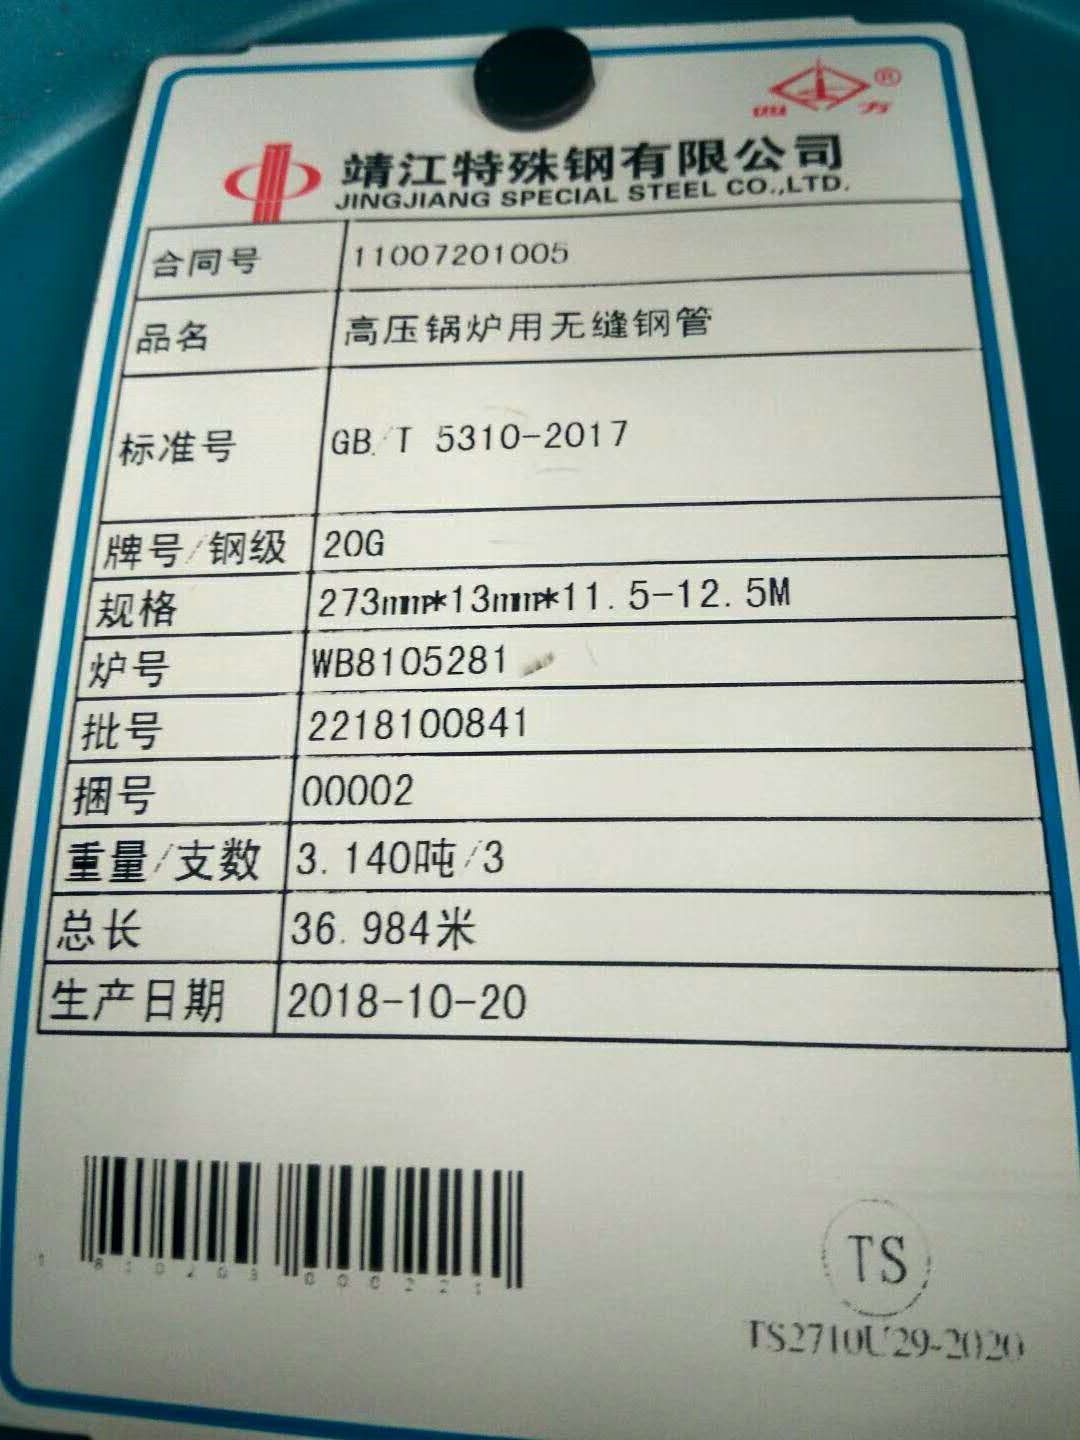 四方®
靖江特殊钢有限公司
JINGJIANG SPECIAL STEEL CO.,LTD.
合同号 11007201005
品名 高压锅炉用无缝钢管
标准号 GB/T 5310-2017
牌号/钢级 20G
规格 273mm*13mm*11.5-12.5M
炉号 WB8105281
批号 2218100841
捆号 00002
重量/支数 3.140吨/3
总长 36.984米
生产日期 2018-10-20
TS
TS2710U29-2020